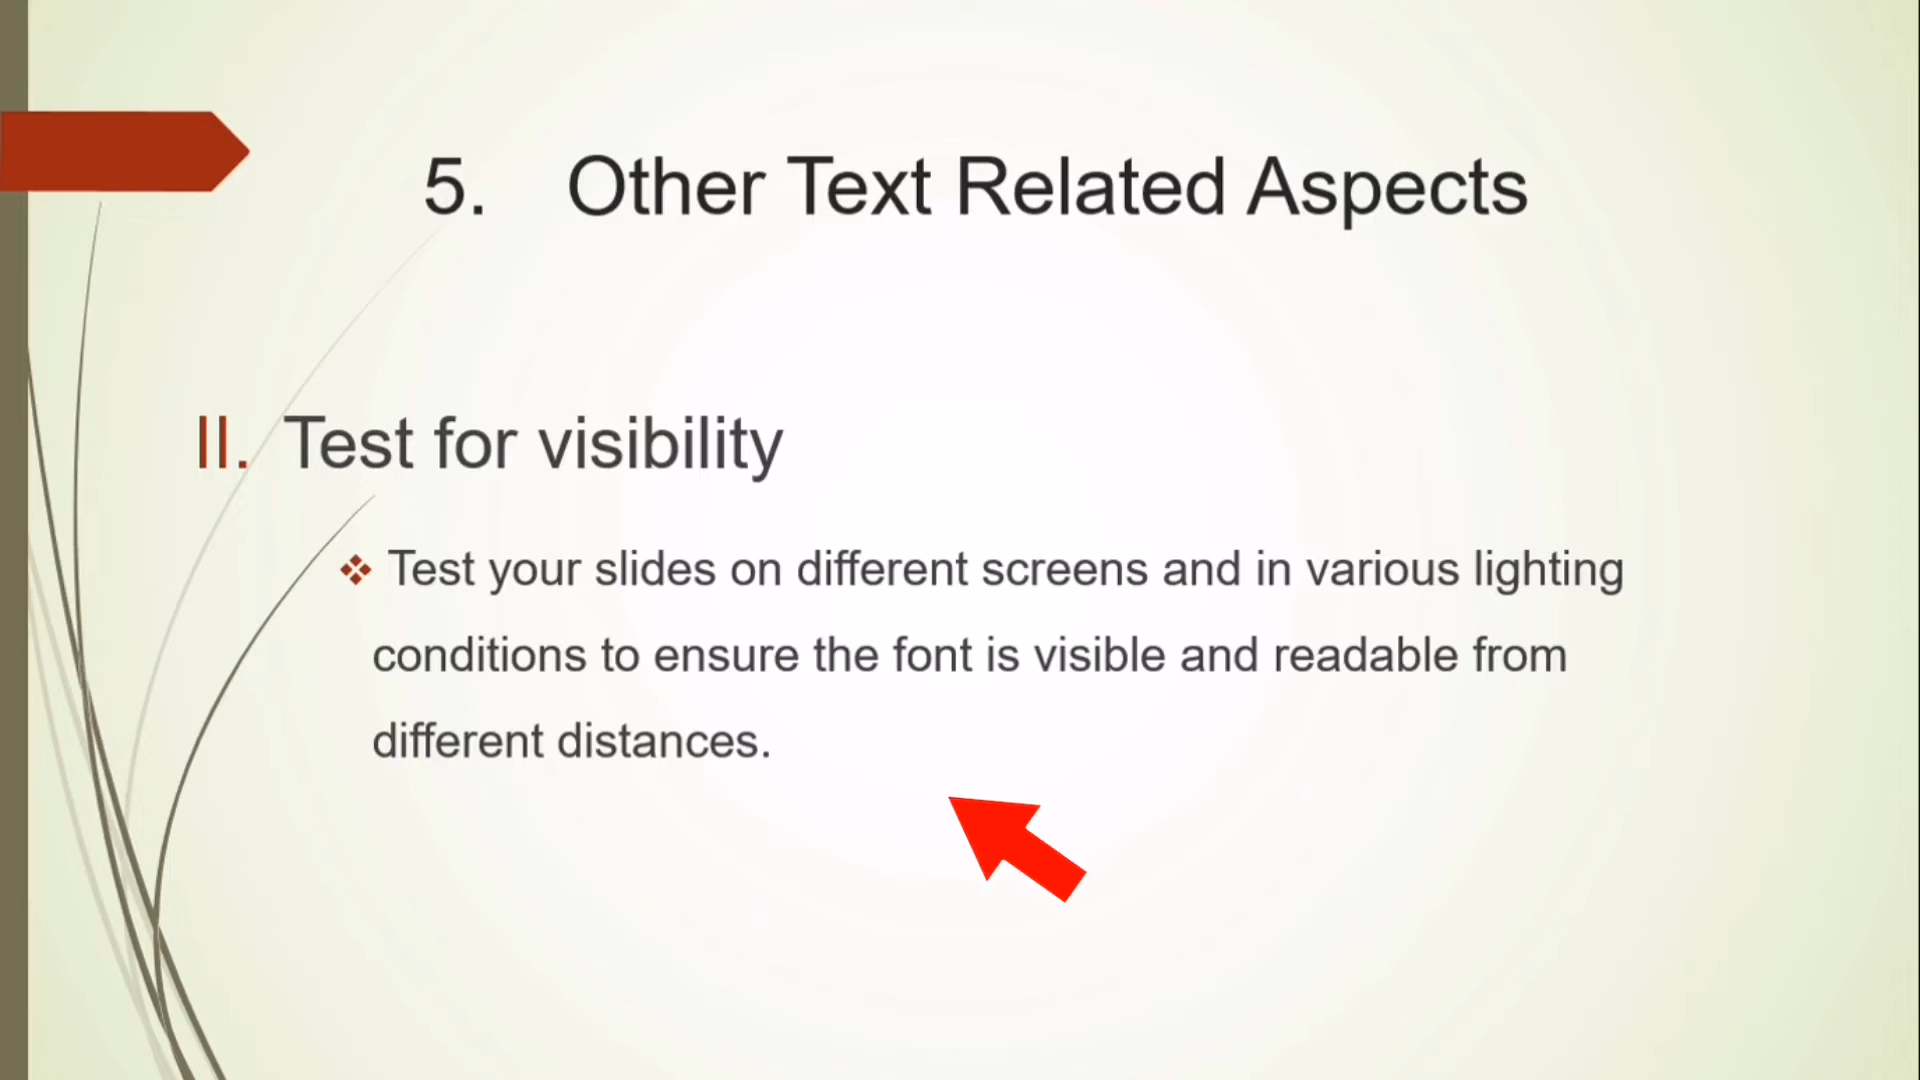 5. Other Text Related Aspects
II. Test for visibility
❖ Test your slides on different screens and in various lighting
conditions to ensure the font is visible and readable from
different distances.